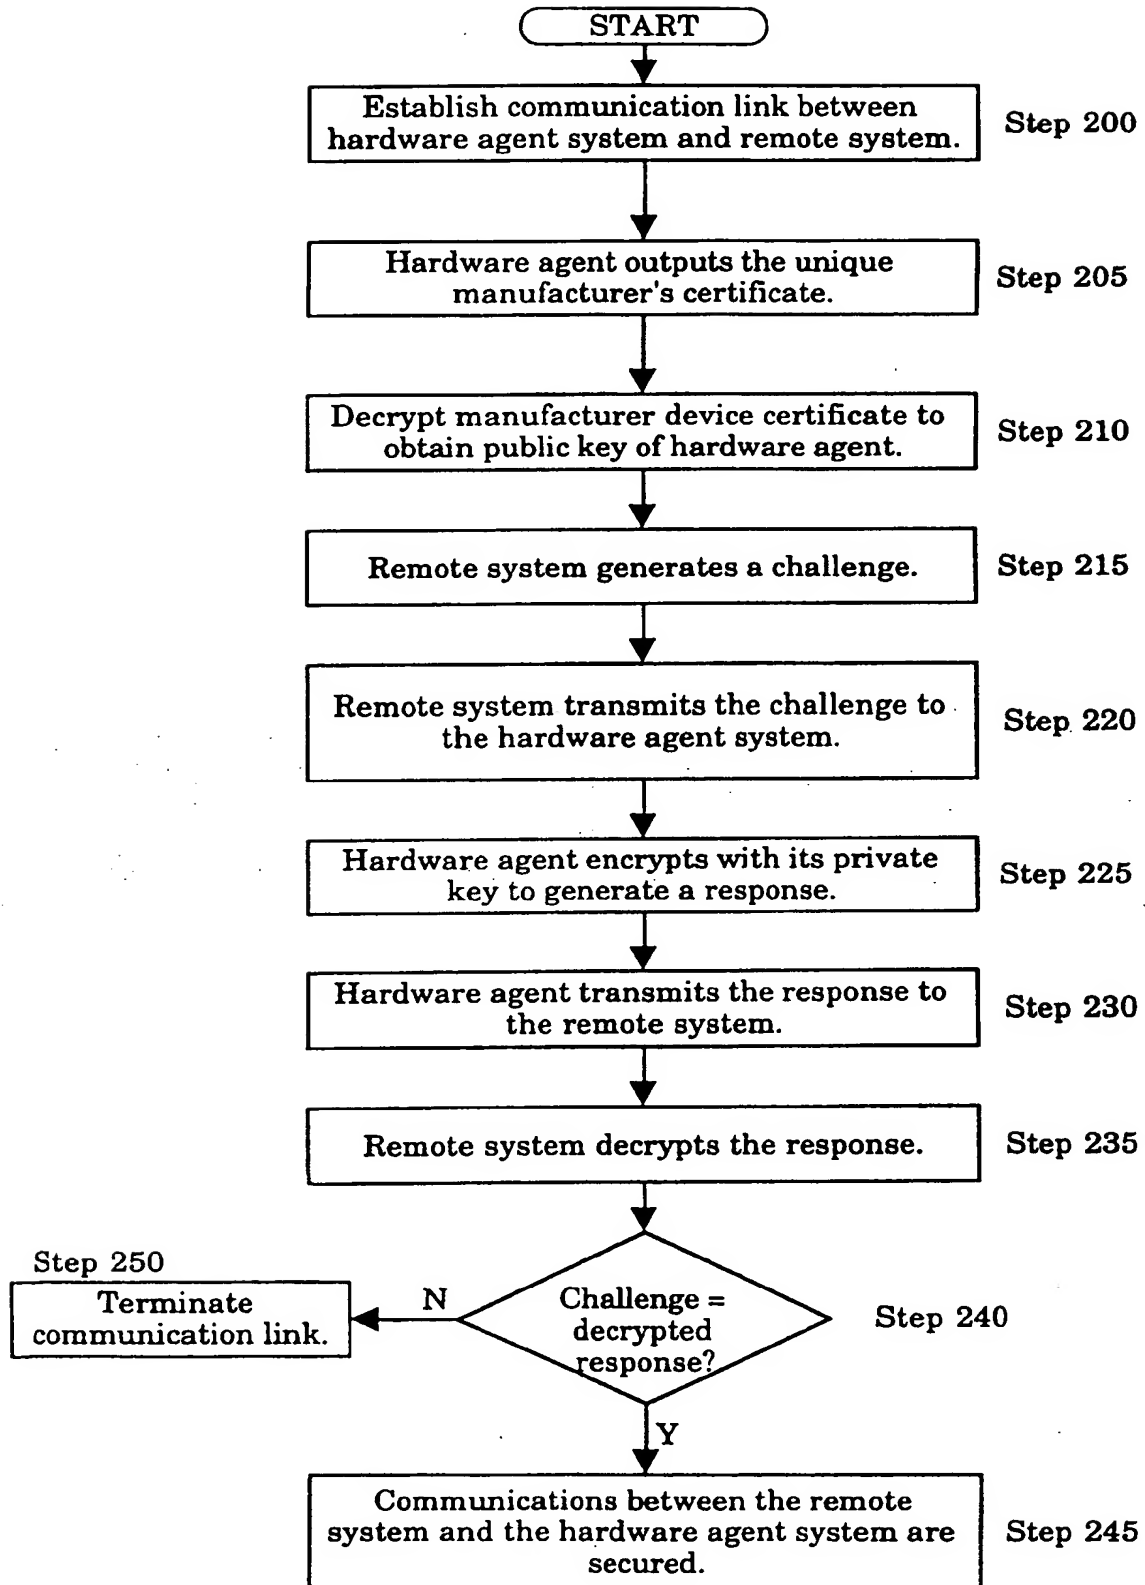 START
Establish communication link between
hardware agent system and remote system.
Step 200
Hardware agent outputs the unique
manufacturer's certificate.
Step 205
Decrypt manufacturer device certificate to
obtain public key of hardware agent.
Step 210
Remote system generates a challenge.
Step 215
Remote system transmits the challenge to
the hardware agent system.
Step 220
Hardware agent encrypts with its private
key to generate a response.
Step 225
Hardware agent transmits the response to
the remote system.
Step 230
Remote system decrypts the response.
Step 235
Step 250
Terminate
communication link.
N
Challenge =
decrypted
response?
Step 240
Y
Communications between the remote
system and the hardware agent system are
secured.
Step 245